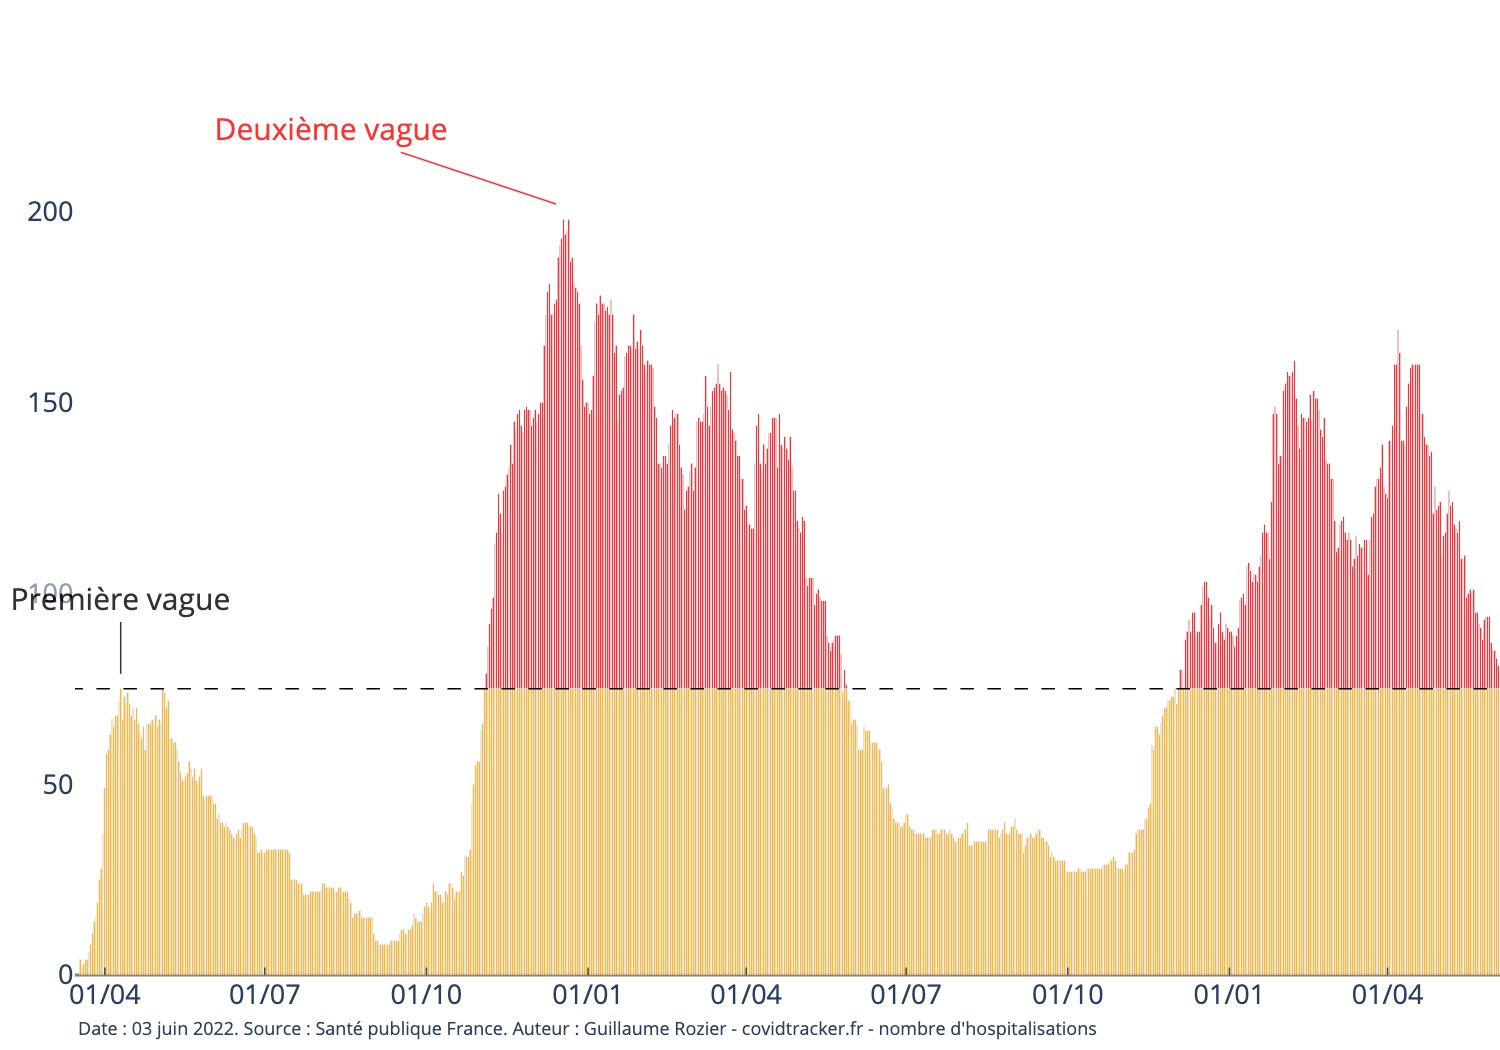 Deuxième vague
200
150
100
Première vague
50
0
01/04 01/07 01/10 01/01 01/04 01/07 01/10 01/01 01/04
Date : 03 juin 2022. Source : Santé publique France. Auteur : Guillaume Rozier - covidtracker.fr - nombre d'hospitalisations